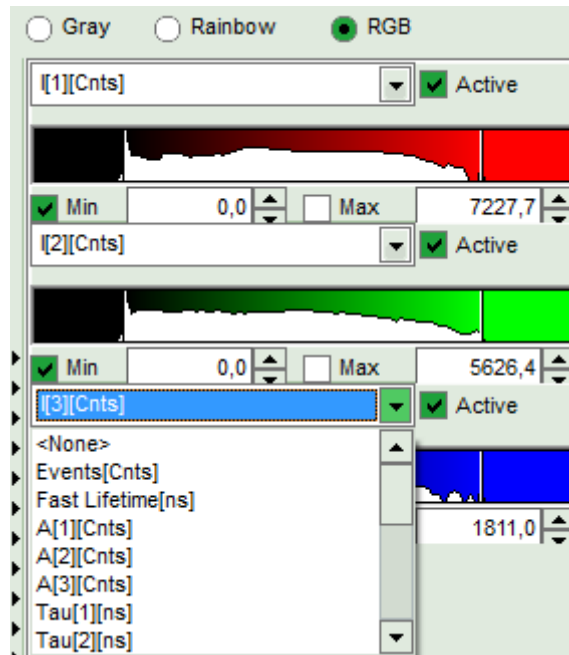 Gray Rainbow RGB
I[1][Cnts] Active
Min 0,0 Max 7227,7
I[2][Cnts] Active
Min 0,0 Max 5626,4
I[3][Cnts] Active
<None>
Events[Cnts]
Fast Lifetime[ns]
A[1][Cnts]
A[2][Cnts] 1811,0
A[3][Cnts]
Tau[1][ns]
Tau[2][ns]